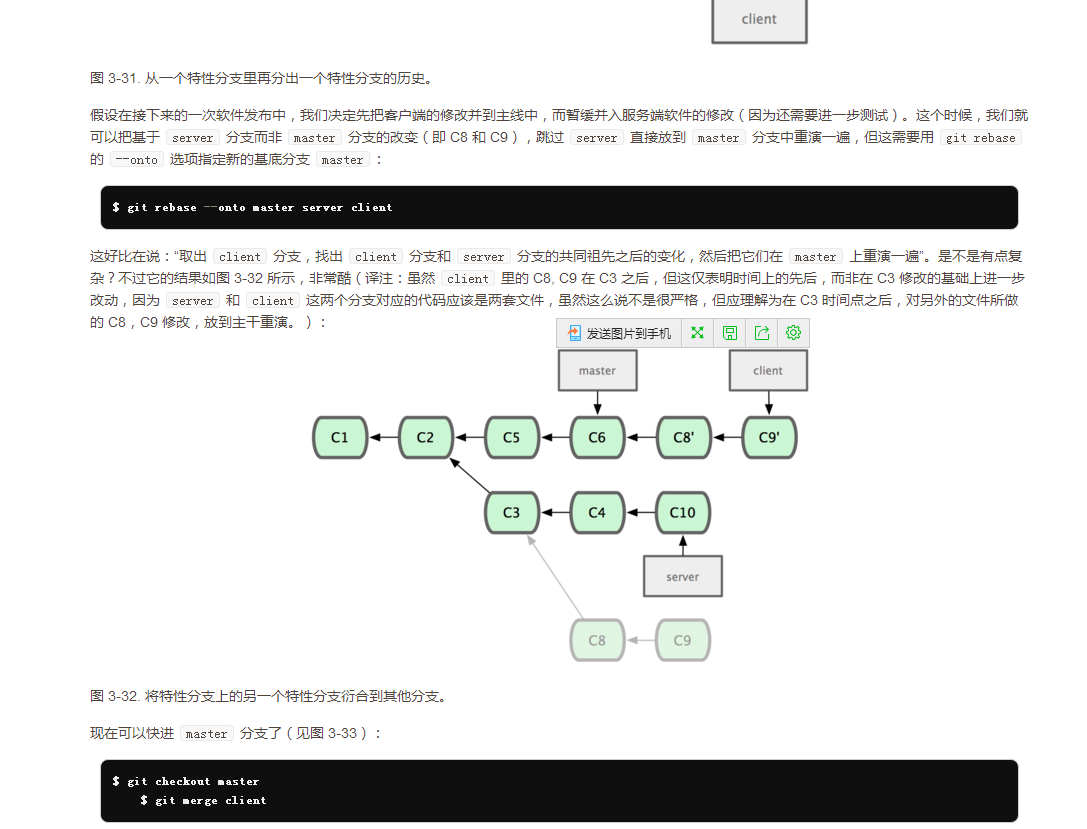 client
图 3-31. 从一个特性分支里再分出一个特性分支的历史。
假设在接下来的一次软件发布中，我们决定先把客户端的修改并到主线中，而暂缓并入服务端软件的修改（因为还需要进一步测试）。这个时候，我们就
可以把基于 server 分支而非 master 分支的改变（即 C8 和 C9），跳过 server 直接放到 master 分支中重演一遍，但这需要用 git rebase
的 --onto 选项指定新的基底分支 master ：
$ git rebase --onto master server client
这好比在说：“取出 client 分支，找出 client 分支和 server 分支的共同祖先之后的变化，然后把它们在 master 上重演一遍”。是不是有点复
杂？不过它的结果如图 3-32 所示，非常酷（译注：虽然 client 里的 C8, C9 在 C3 之后，但这仅表明时间上的先后，而非在 C3 修改的基础上进一步
改动，因为 server 和 client 这两个分支对应的代码应该是两套文件，虽然这么说不是很严格，但应理解为在 C3 时间点之后，对另外的文件所做
的 C8，C9 修改，放到主干重演。）：
发送图片到手机
master client
C1 C2 C5 C6 C8' C9'
C3 C4 C10
server
C8 C9
图 3-32. 将特性分支上的另一个特性分支衍合到其他分支。
现在可以快进 master 分支了（见图 3-33）：
$ git checkout master
$ git merge client